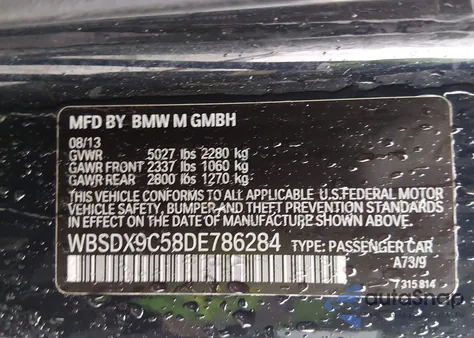 MFD BY BMW M GMBH
08/13
GVWR 5027 lbs 2280 kg
GAWR FRONT 2337 lbs 1060 kg
GAWR REAR 2800 lbs 1270 kg
THIS VEHICLE CONFORMS TO ALL APPLICABLE U.S.FEDERAL MOTOR
VEHICLE SAFETY, BUMPER AND THEFT PREVENTION STANDARDS
IN EFFECT ON THE DATE OF MANUFACTURE SHOWN ABOVE.
WBSDX9C58DE786284 TYPE: PASSENGER CAR
A73/9
7 315 814
autoSnap